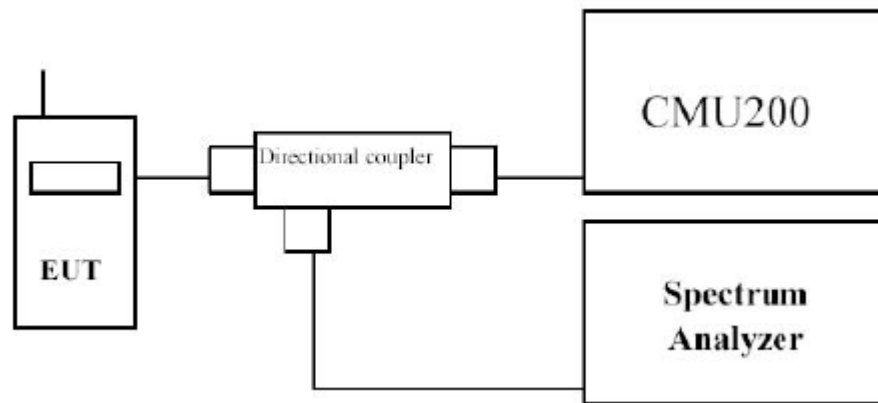 CMU200
Directional coupler
EUT
Spectrum
Analyzer